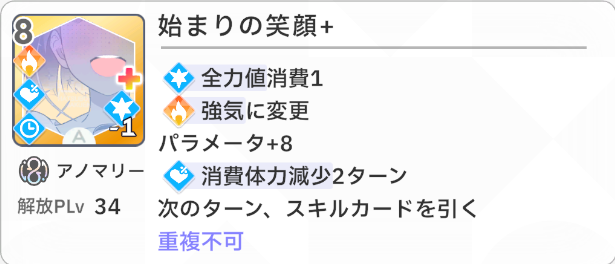 8
始まりの笑顔+
全力値消費1
強気に変更
-1
A
パラメータ+8
アノマリー
消費体力減少2ターン
解放PLv 34
次のターン、スキルカードを引く
重複不可